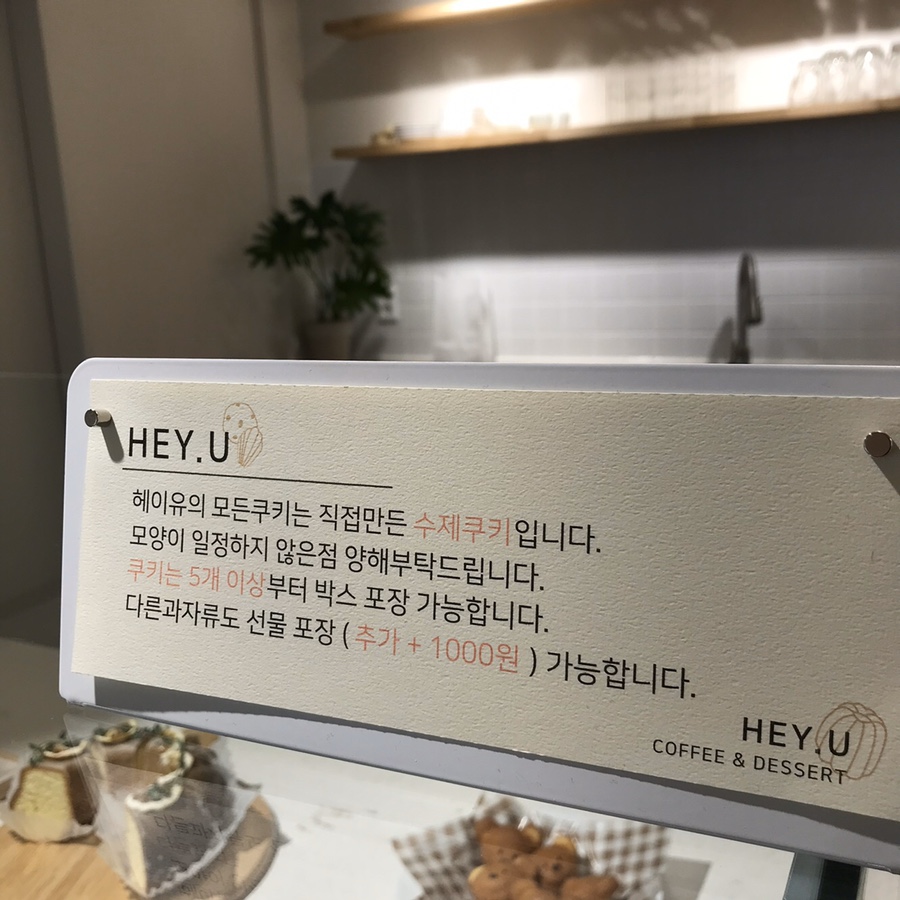 HEY.U
헤이유의 모든쿠키는 직접만든 수제쿠키입니다.
모양이 일정하지 않은점 양해부탁드립니다.
쿠키는 5개 이상부터 박스 포장 가능합니다.
다른과자류도 선물 포장 ( 추가 + 1000원 ) 가능합니다.
HEY.U
COFFEE & DESSERT